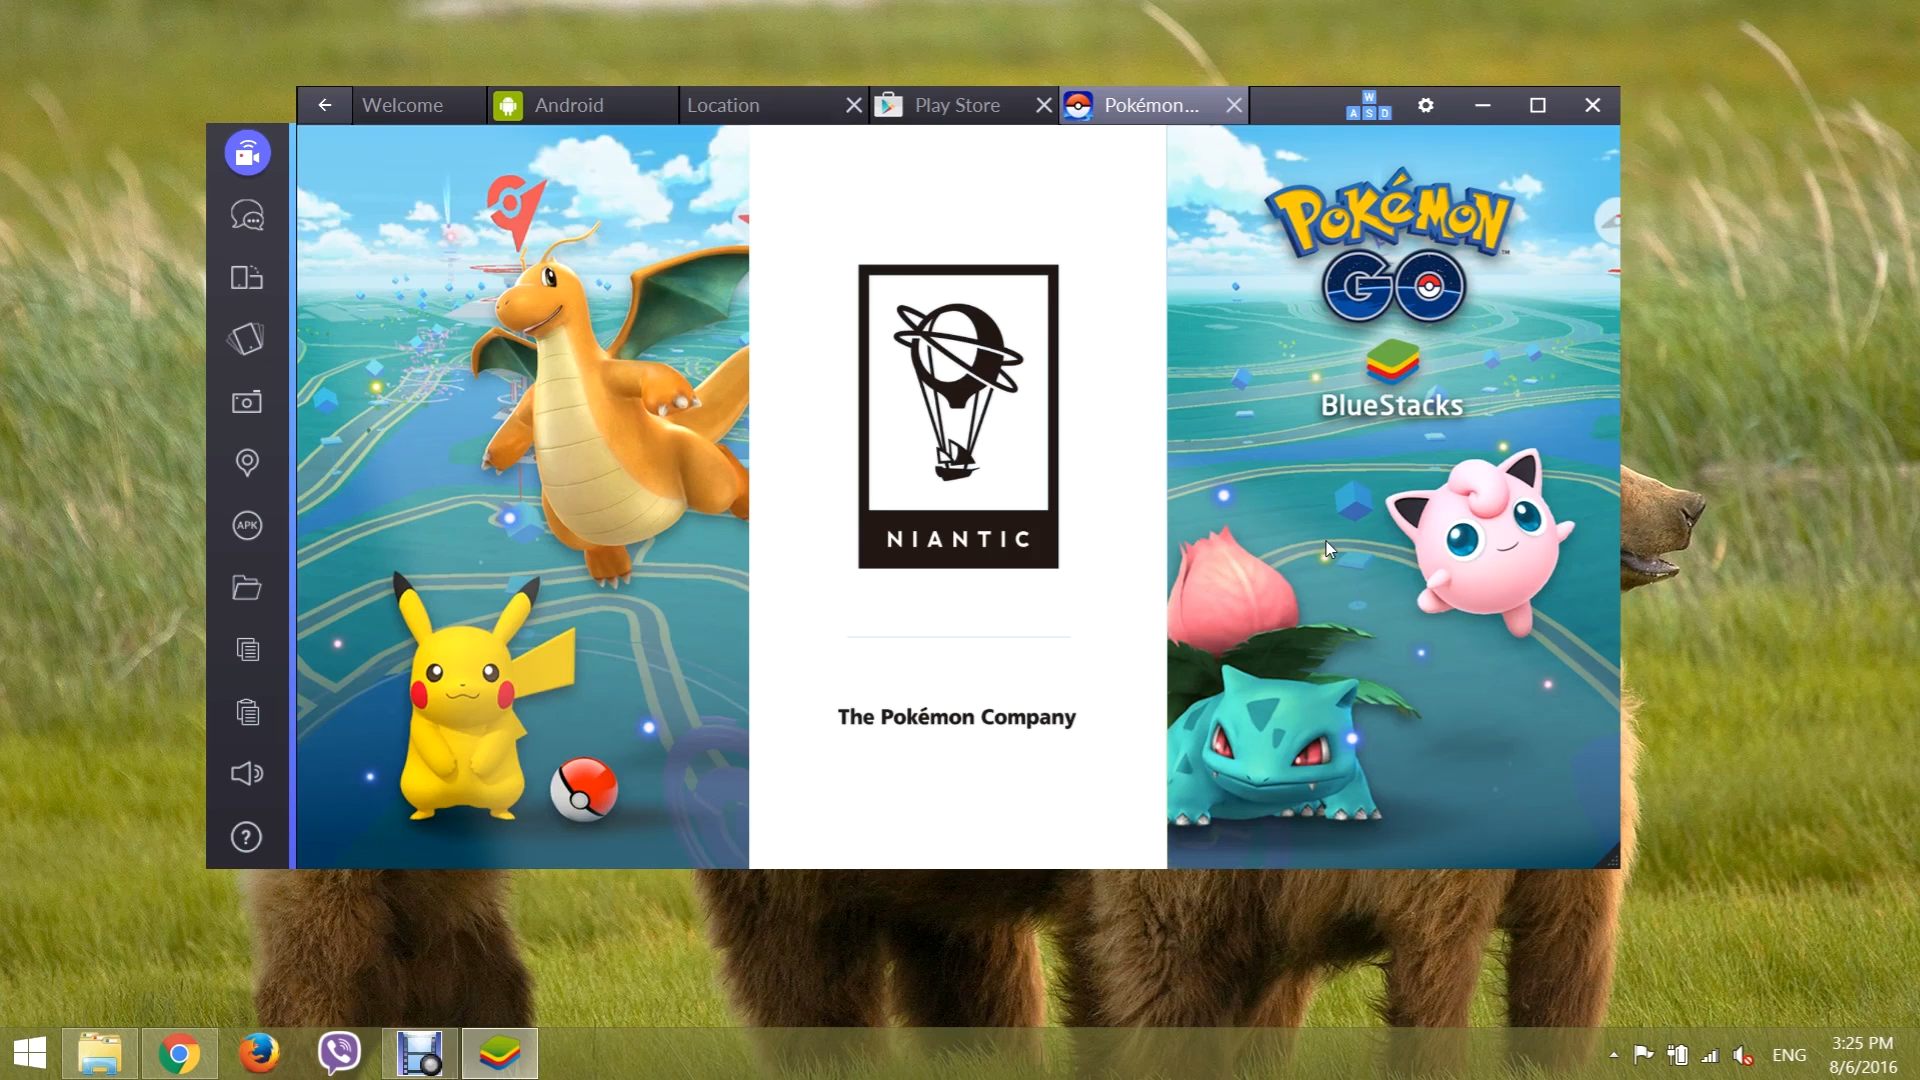 Welcome
Android
Location
Play Store
Pokémon...
W
A S D
POKéMON
™
GO
BlueStacks
NIANTIC
The Pokémon Company
APK
?
ENG
3:25 PM
8/6/2016